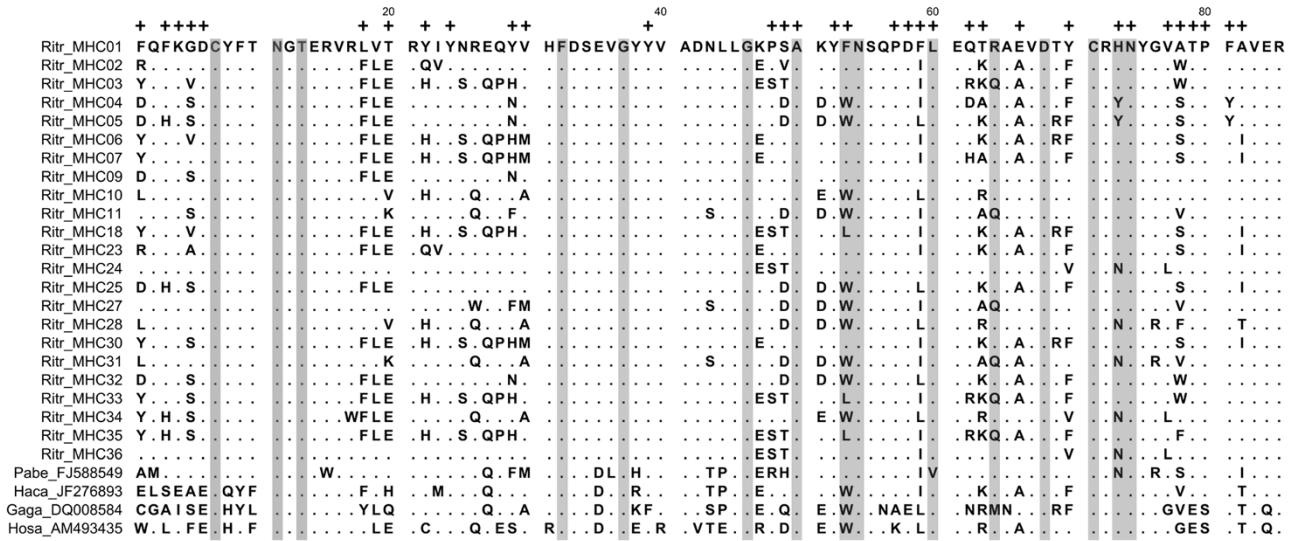 20 40 60 80
+ + + + + + + + + + + + + + + + + + + + + + + + + + + + + +
Ritr_MHC01 FQFKGDCYFT NGTERVRLVT RYIYNREQYV HFDSEVGYYV ADNLLGKPSA KYFNSQPDFL EQTRAEVDTY CRHNYGVATP FAVER
Ritr_MHC02 R......... .......FLE .QV....... .......... ......E.V. ........I. ..K..A...F .......W.. .....
Ritr_MHC03 Y...V..... .......FLE .H..S.QPH. .......... ......EST. ........I. .RKQ.A...F .......W.. .....
Ritr_MHC04 D...S..... .......FLE ........N. .......... ........D. D.W.....I. .DA..A...F ..Y....S.. Y....
Ritr_MHC05 D.H.S..... .......FLE ........N. .......... ........D. D.W.....L. ..K..A..RF ..Y....S.. Y....
Ritr_MHC06 Y...V..... .......FLE .H..S.QPHM .......... ......E... ........I. ..K..A..RF .......S.. .I...
Ritr_MHC07 Y......... .......FLE .H..S.QPHM .......... ......E... ........I. .HA..A...F .......S.. .I...
Ritr_MHC09 D...S..... .......FLE ........N. .......... .......... .......... .......... .......... .....
Ritr_MHC10 L......... .........V .H...Q...A .......... .......... E.W.....L. ..R....... .......... .....
Ritr_MHC11 ....S..... .........K .....Q..F. .......... ..S.....D. D.W.....I. ..AQ...... .......V.. .....
Ritr_MHC18 Y...V..... .......FLE .H..S.QPH. .......... ......EST. ..L.....I. ..K..A..RF .......S.. .I...
Ritr_MHC23 R...A..... .......FLE .QV....... .......... ......E... ........I. ..K..A...F .......S.. .I...
Ritr_MHC24 .......... .......... .......... .......... ......EST. .......... .........V ..N...L... .....
Ritr_MHC25 D.H.S..... .......FLE .......... .......... ........D. D.W.....L. ..K..A...F .......S.. .I...
Ritr_MHC27 .......... .......... .....W..FM .......... ..S.....D. D.W.....I. ..AQ...... .......V.. .....
Ritr_MHC28 L......... .........V .H...Q...A .......... ........D. D.W.....L. ..R....... ..N..R.F.. .T...
Ritr_MHC30 Y...S..... .......FLE .H..S.QPHM .......... ......E... ........I. ..K..A..RF .......S.. .I...
Ritr_MHC31 L......... .........K .....Q...A .......... ..S.....D. D.W.....L. ..AQ...... ..N..R.V.. .....
Ritr_MHC32 D...S..... .......FLE ........N. .......... ........D. D.W.....L. ..K..A...F .......W.. .....
Ritr_MHC33 Y...S..... .......FLE .H..S.QPH. .......... ......EST. ..L.....I. .RKQ.A...F .......W.. .....
Ritr_MHC34 Y.H.S..... ......WFLE .....Q...A .......... .......... E.W.....L. ..R......V ..N...L... .....
Ritr_MHC35 Y.H.S..... .......FLE .H..S.QPH. .......... ......EST. ..L.....I. .RKQ.A...F .......F.. .....
Ritr_MHC36 .......... .......... .......... .......... ......EST. ........I. .........V ..N...L... .....
Pabe_FJ588549 AM........ ....W..... ......Q.FM ....DL.H.. ..TP..ERH. ........IV .......... ..N..R.S.. .I...
Haca_JF276893 ELSEAE.QYF .......F.H ..M...Q... ....D..R.. ..TP..E... ..W.....I. ..K..A...F .......V.. .T...
Gaga_DQ008584 CGAISE.HYL .......YLQ ......Q..A ....D..KF. ..SP..E.Q. E.W..NAEL. .NRMN...RF ......GVES .T.Q.
Hosa_AM493435 W.L.FE.H.F ........LE .C....QES. R...D....R .VTE..R.D. E.W...K.L. ..R..A.... .......GES .T.Q.